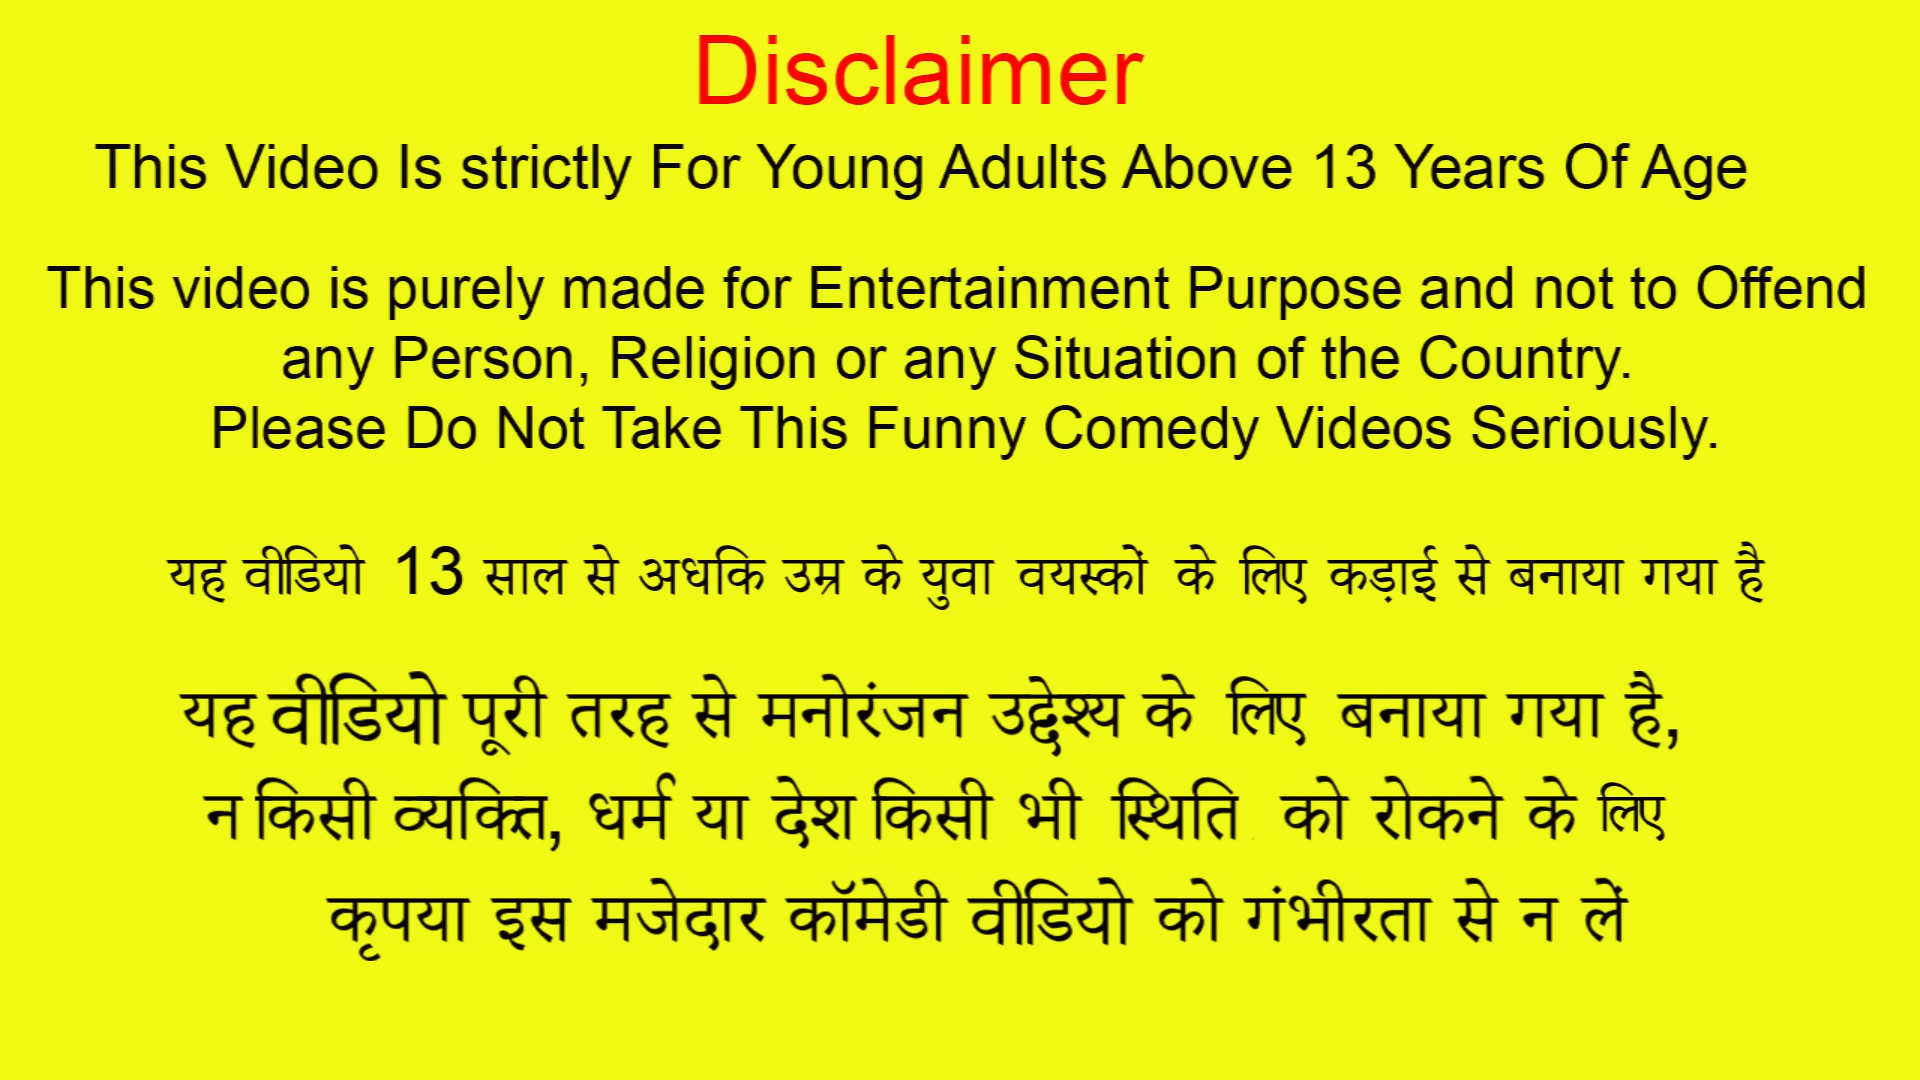 Disclaimer
This Video Is strictly For Young Adults Above 13 Years Of Age
This video is purely made for Entertainment Purpose and not to Offend
any Person, Religion or any Situation of the Country.
Please Do Not Take This Funny Comedy Videos Seriously.
यह वीडियो 13 साल से अधकि उम्र के युवा वयस्कों के लिए कड़ाई से बनाया गया है
यह वीडियो पूरी तरह से मनोरंजन उद्देश्य के लिए बनाया गया है,
न किसी व्यक्ति, धर्म या देश किसी भी स्थिति को रोकने के लिए
कृपया इस मजेदार कॉमेडी वीडियो को गंभीरता से न लें